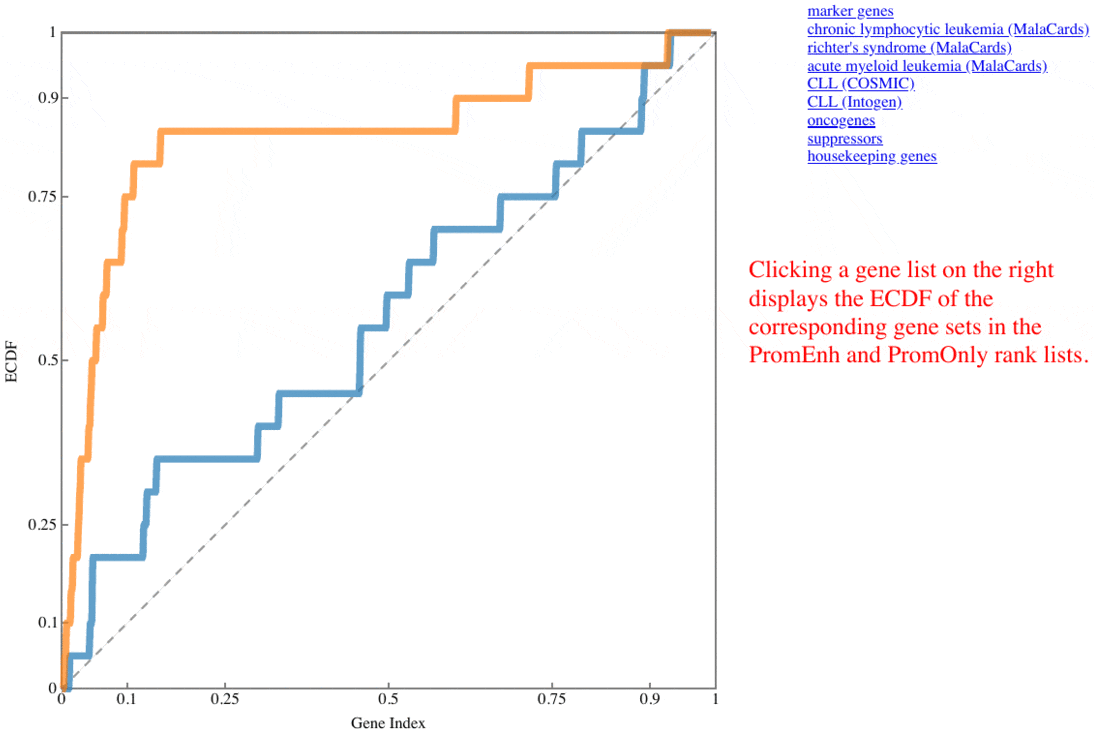 marker genes
chronic lymphocytic leukemia (MalaCards)
richter's syndrome (MalaCards)
acute myeloid leukemia (MalaCards)
CLL (COSMIC)
CLL (Intogen)
oncogenes
suppressors
housekeeping genes
Clicking a gene list on the right
displays the ECDF of the
corresponding gene sets in the
PromEnh and PromOnly rank lists.
1
0.9
0.75
0.5
0.25
0.1
0
ECDF
0 0.1 0.25 0.5 0.75 0.9 1
Gene Index